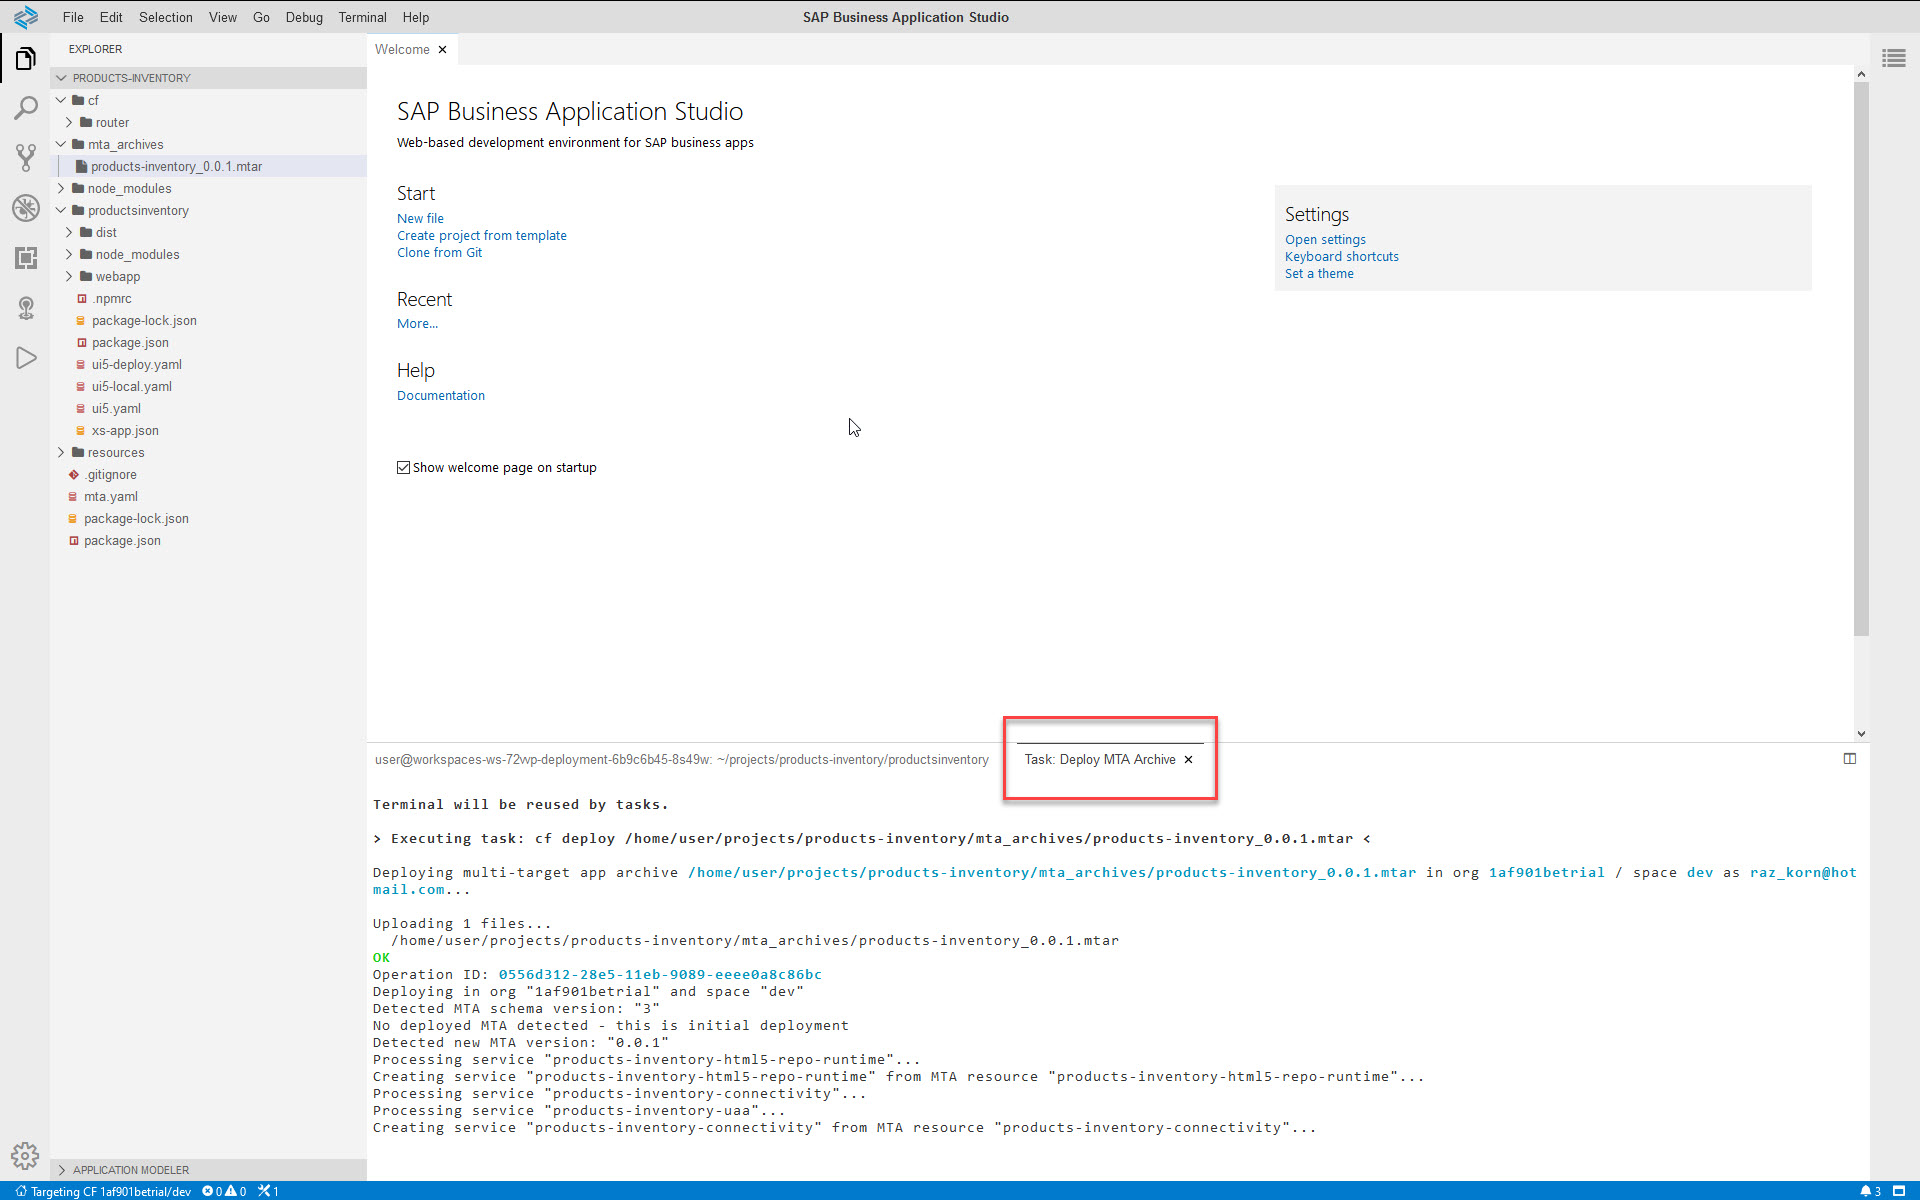 File Edit Selection View Go Debug Terminal Help
SAP Business Application Studio
EXPLORER
PRODUCTS-INVENTORY
cf
router
mta_archives
products-inventory_0.0.1.mtar
node_modules
productsinventory
dist
node_modules
webapp
.npmrc
package-lock.json
package.json
ui5-deploy.yaml
ui5-local.yaml
ui5.yaml
xs-app.json
resources
.gitignore
mta.yaml
package-lock.json
package.json
APPLICATION MODELER
Welcome
SAP Business Application Studio
Web-based development environment for SAP business apps
Start
New file
Create project from template
Clone from Git
Recent
More...
Help
Documentation
Show welcome page on startup
Settings
Open settings
Keyboard shortcuts
Set a theme
user@workspaces-ws-72vvp-deployment-6b9c6b45-8s49w: ~/projects/products-inventory/productsinventory
Task: Deploy MTA Archive
Terminal will be reused by tasks.
> Executing task: cf deploy /home/user/projects/products-inventory/mta_archives/products-inventory_0.0.1.mtar <
Deploying multi-target app archive /home/user/projects/products-inventory/mta_archives/products-inventory_0.0.1.mtar in org 1af901betrial / space dev as raz_korn@hot
mail.com...
Uploading 1 files...
/home/user/projects/products-inventory/mta_archives/products-inventory_0.0.1.mtar
OK
Operation ID: 0556d312-28e5-11eb-9089-eeee0a8c86bc
Deploying in org "1af901betrial" and space "dev"
Detected MTA schema version: "3"
No deployed MTA detected - this is initial deployment
Detected new MTA version: "0.0.1"
Processing service "products-inventory-html5-repo-runtime"...
Creating service "products-inventory-html5-repo-runtime" from MTA resource "products-inventory-html5-repo-runtime"...
Processing service "products-inventory-connectivity"...
Processing service "products-inventory-uaa"...
Creating service "products-inventory-connectivity" from MTA resource "products-inventory-connectivity"...
Targeting CF 1af901betrial/dev 0 0 1
3